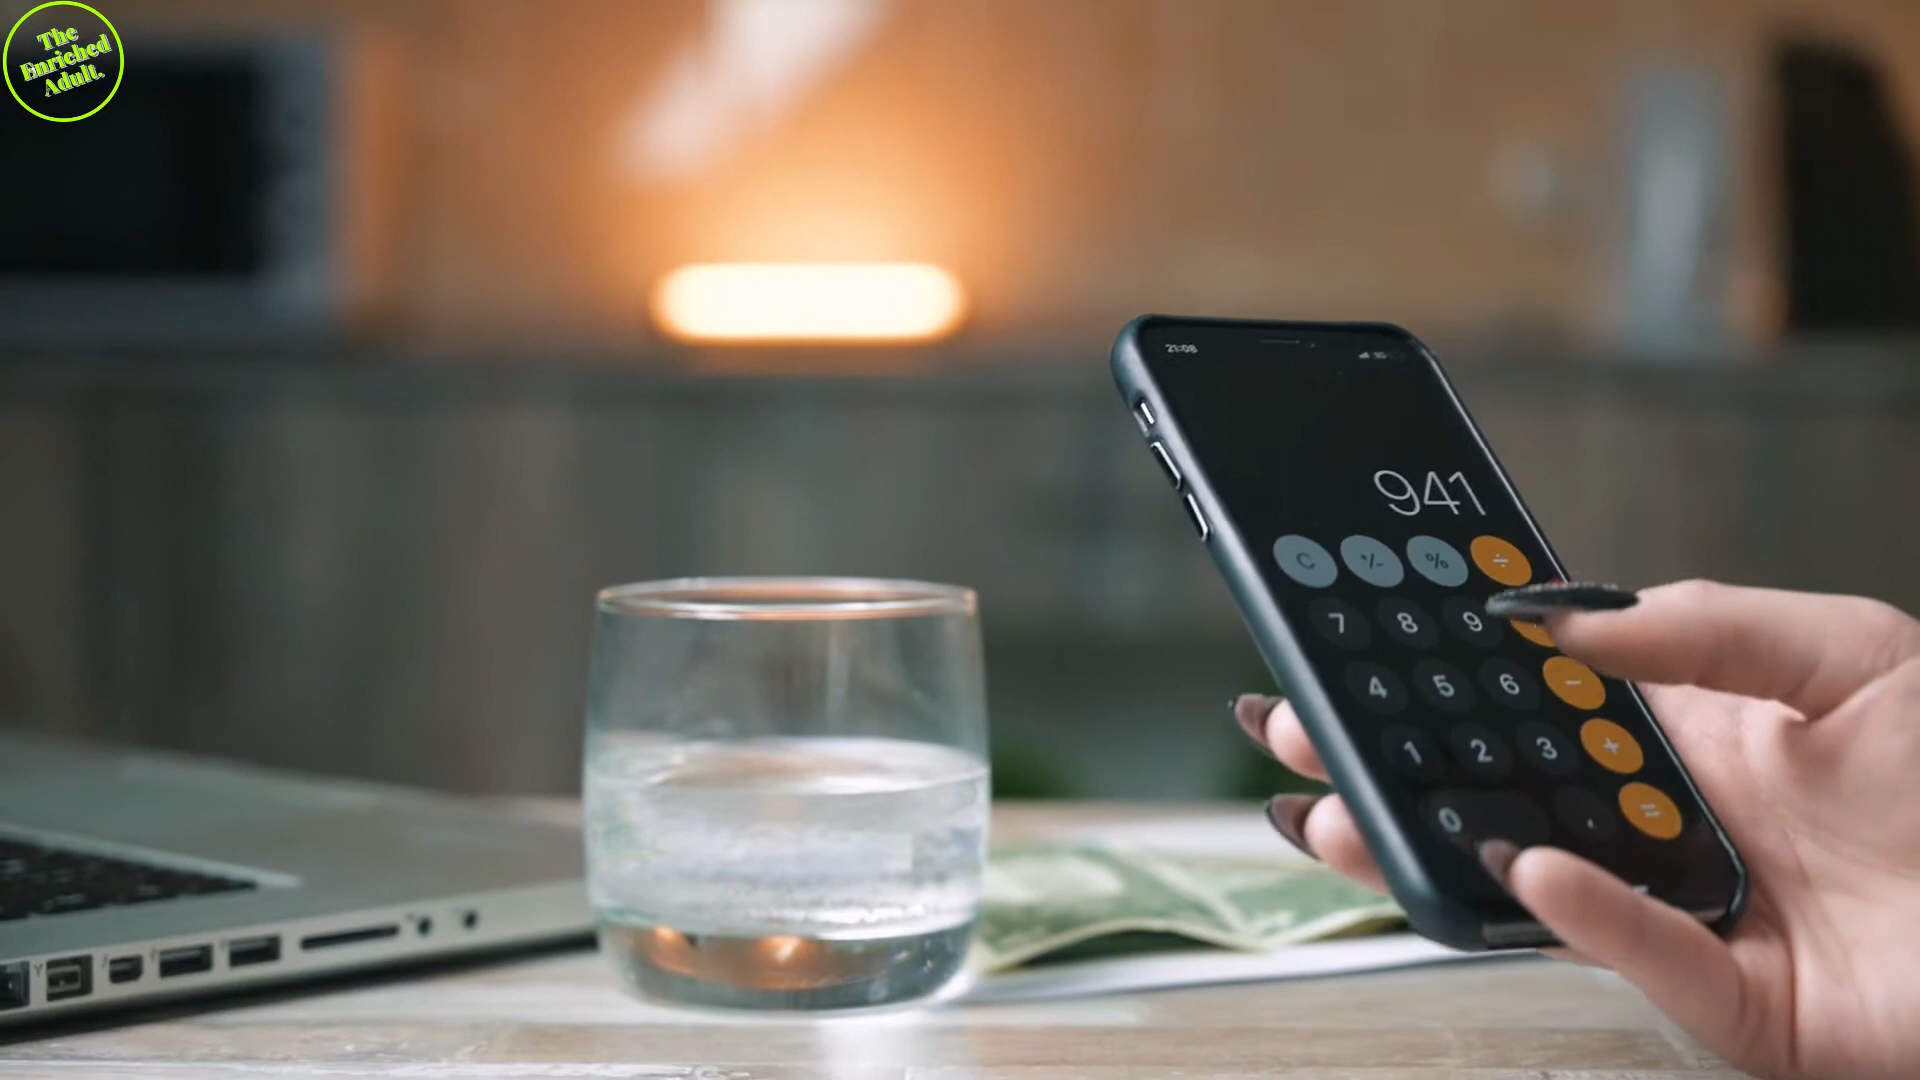 The
Enriched
Adult.
21:08
941
C +/- % ÷
7 8 9
4 5 6 −
1 2 3 +
0 , =